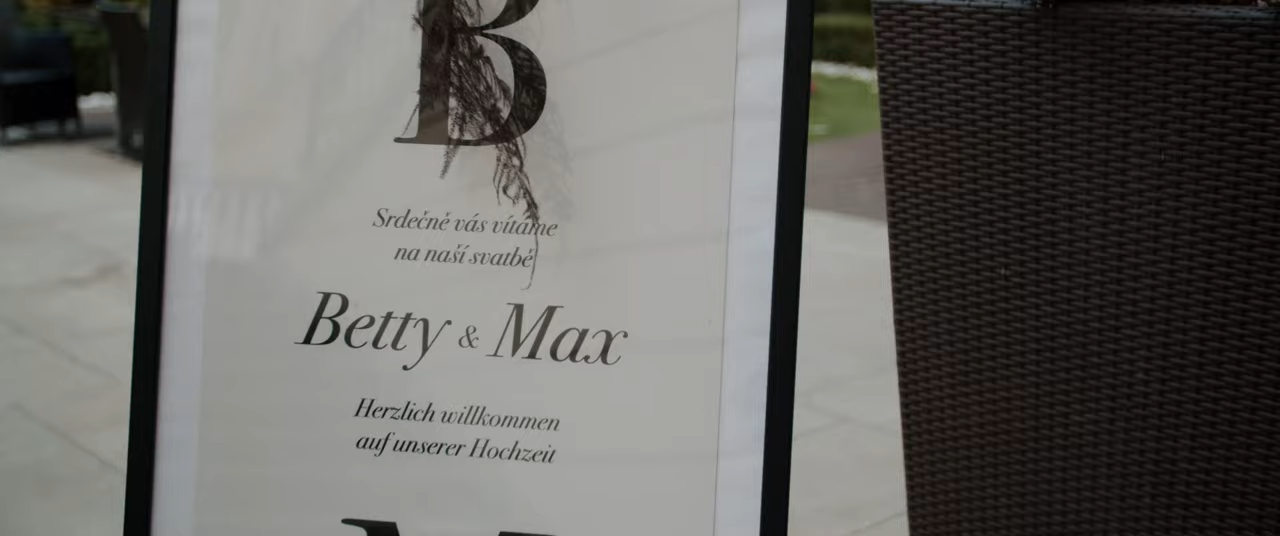 B
Srdečně vás vítáme
na naší svatbě
Betty & Max
Herzlich willkommen
auf unserer Hochzeit
M